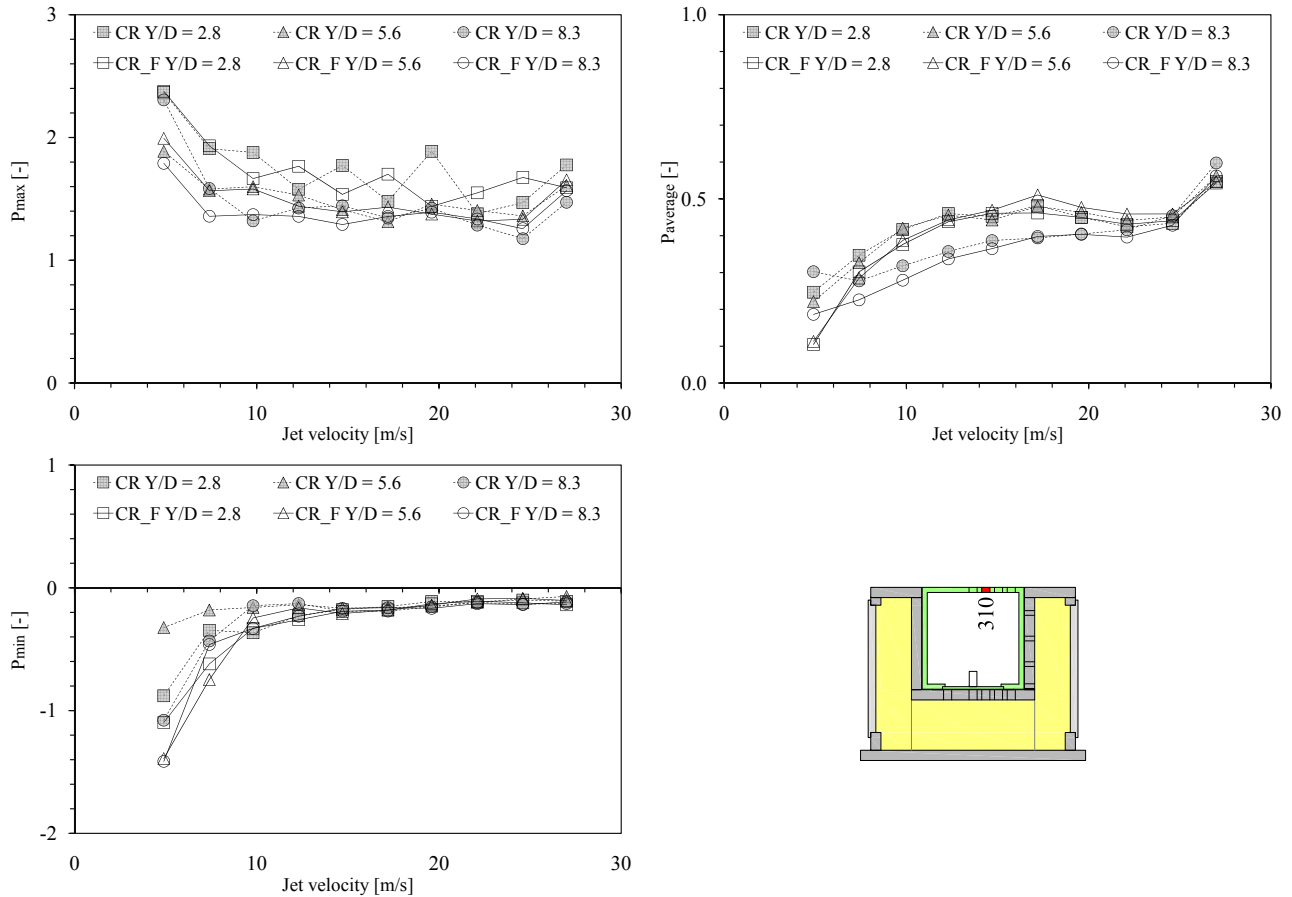 3
2
1
0
Pmax [-]
CR Y/D = 2.8 CR Y/D = 5.6 CR Y/D = 8.3
CR_F Y/D = 2.8 CR_F Y/D = 5.6 CR_F Y/D = 8.3
0 10 20 30
Jet velocity [m/s]
1.0
0.5
0.0
Paverage [-]
CR Y/D = 2.8 CR Y/D = 5.6 CR Y/D = 8.3
CR_F Y/D = 2.8 CR_F Y/D = 5.6 CR_F Y/D = 8.3
0 10 20 30
Jet velocity [m/s]
1
0
-1
-2
Pmin [-]
CR Y/D = 2.8 CR Y/D = 5.6 CR Y/D = 8.3
CR_F Y/D = 2.8 CR_F Y/D = 5.6 CR_F Y/D = 8.3
0 10 20 30
Jet velocity [m/s]
310